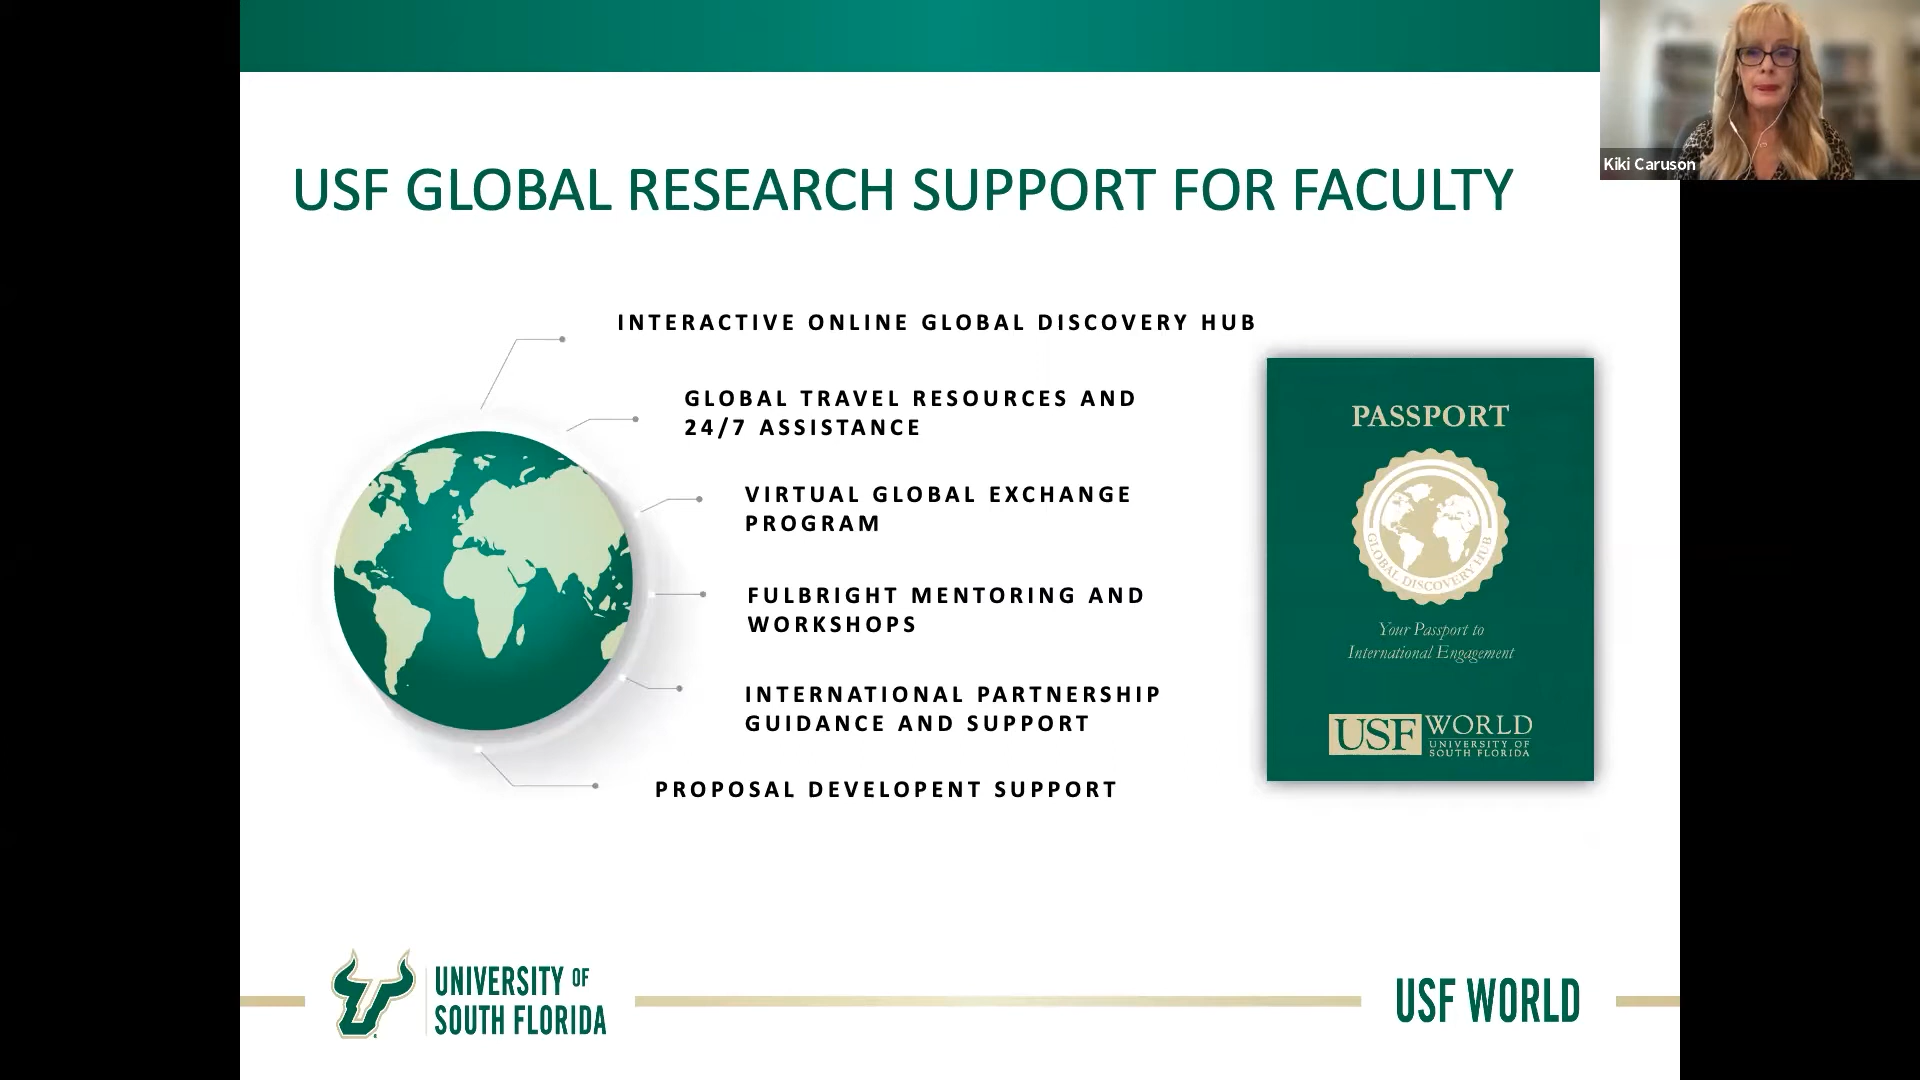 Kiki Caruson
USF GLOBAL RESEARCH SUPPORT FOR FACULTY
INTERACTIVE ONLINE GLOBAL DISCOVERY HUB
GLOBAL TRAVEL RESOURCES AND
24/7 ASSISTANCE
VIRTUAL GLOBAL EXCHANGE
PROGRAM
FULBRIGHT MENTORING AND
WORKSHOPS
INTERNATIONAL PARTNERSHIP
GUIDANCE AND SUPPORT
PROPOSAL DEVELOPENT SUPPORT
PASSPORT
GLOBAL DISCOVERY HUB
Your Passport to
International Engagement
USF WORLD
UNIVERSITY OF
SOUTH FLORIDA
UNIVERSITY OF
SOUTH FLORIDA
USF WORLD